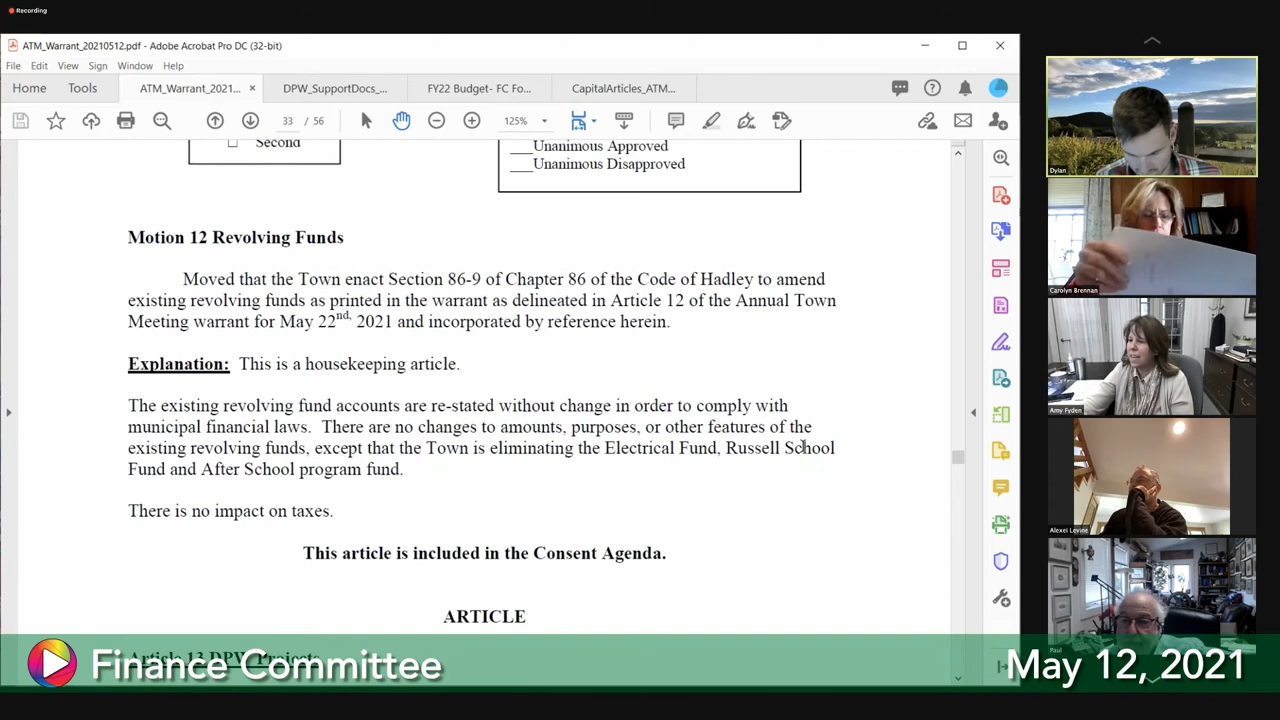 Recording
ATM_Warrant_20210512.pdf - Adobe Acrobat Pro DC (32-bit)
File Edit View Sign Window Help
Home Tools ATM_Warrant_2021... × DPW_SupportDocs_... FY22 Budget- FC Fo... CapitalArticles_ATM...
33 / 56 125%
Second
___Unanimous Approved
___Unanimous Disapproved
Motion 12 Revolving Funds
Moved that the Town enact Section 86-9 of Chapter 86 of the Code of Hadley to amend
existing revolving funds as printed in the warrant as delineated in Article 12 of the Annual Town
Meeting warrant for May 22nd, 2021 and incorporated by reference herein.
Explanation: This is a housekeeping article.
The existing revolving fund accounts are re-stated without change in order to comply with
municipal financial laws. There are no changes to amounts, purposes, or other features of the
existing revolving funds, except that the Town is eliminating the Electrical Fund, Russell School
Fund and After School program fund.
There is no impact on taxes.
This article is included in the Consent Agenda.
ARTICLE
Article 13 DPW Projects
Dylan
Carolyn Brennan
Amy Fyden
Alexei Levine
Paul
Finance Committee
May 12, 2021